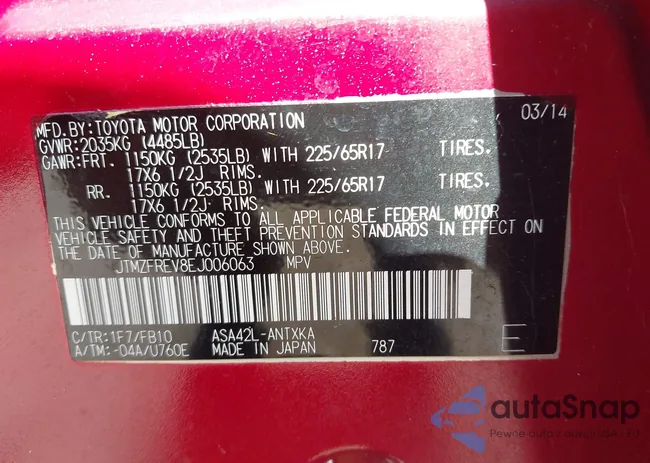 03/14
MFD.BY:TOYOTA MOTOR CORPORATION
GVWR:2035KG (4485LB)
GAWR:FRT. 1150KG (2535LB) WITH 225/65R17 TIRES.
17X6 1/2J RIMS.
RR. 1150KG (2535LB) WITH 225/65R17 TIRES.
17X6 1/2J RIMS.
THIS VEHICLE CONFORMS TO ALL APPLICABLE FEDERAL MOTOR
VEHICLE SAFETY AND THEFT PREVENTION STANDARDS IN EFFECT ON
THE DATE OF MANUFACTURE SHOWN ABOVE.
JTMZFREV8EJ006063 MPV
C/TR:1F7/FB10 ASA42L-ANTXKA
A/TM:-04A/U760E MADE IN JAPAN 787 E
autaSnap